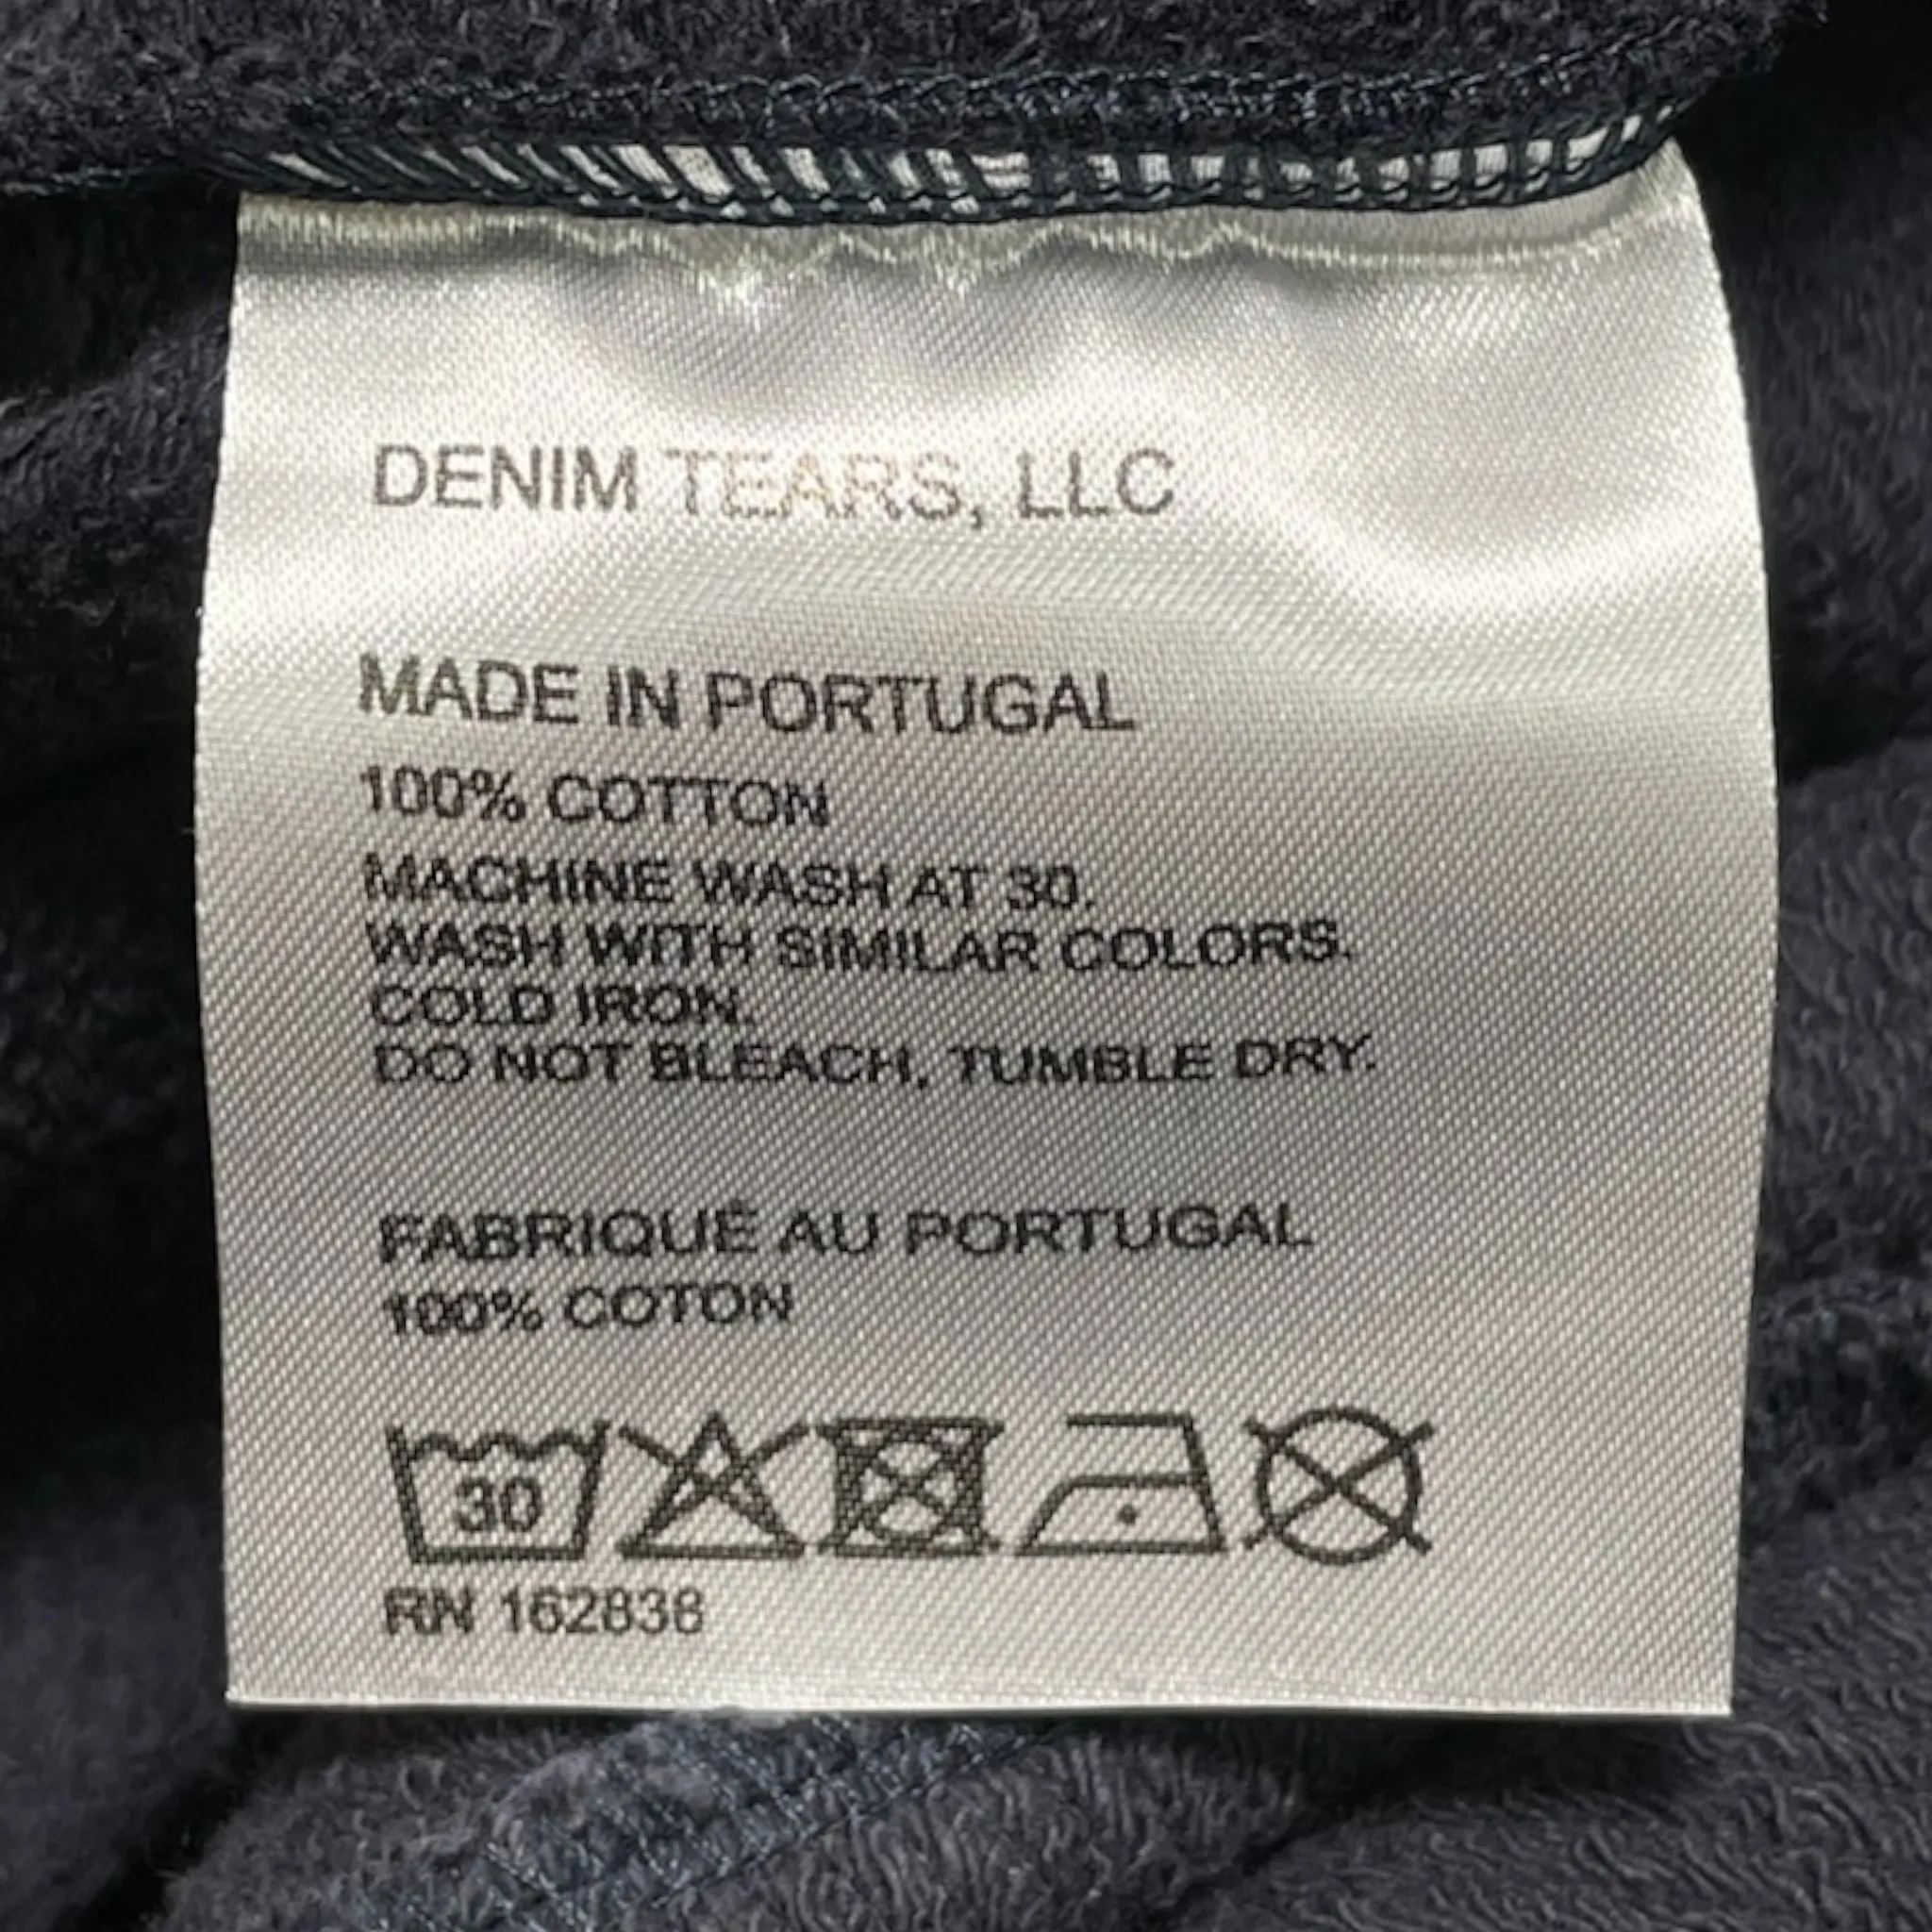 DENIM TEARS, LLC
MADE IN PORTUGAL
100% COTTON
MACHINE WASH AT 30.
WASH WITH SIMILAR COLORS.
COLD IRON.
DO NOT BLEACH, TUMBLE DRY.
FABRIQUÉ AU PORTUGAL
100% COTON
30
RN 162838